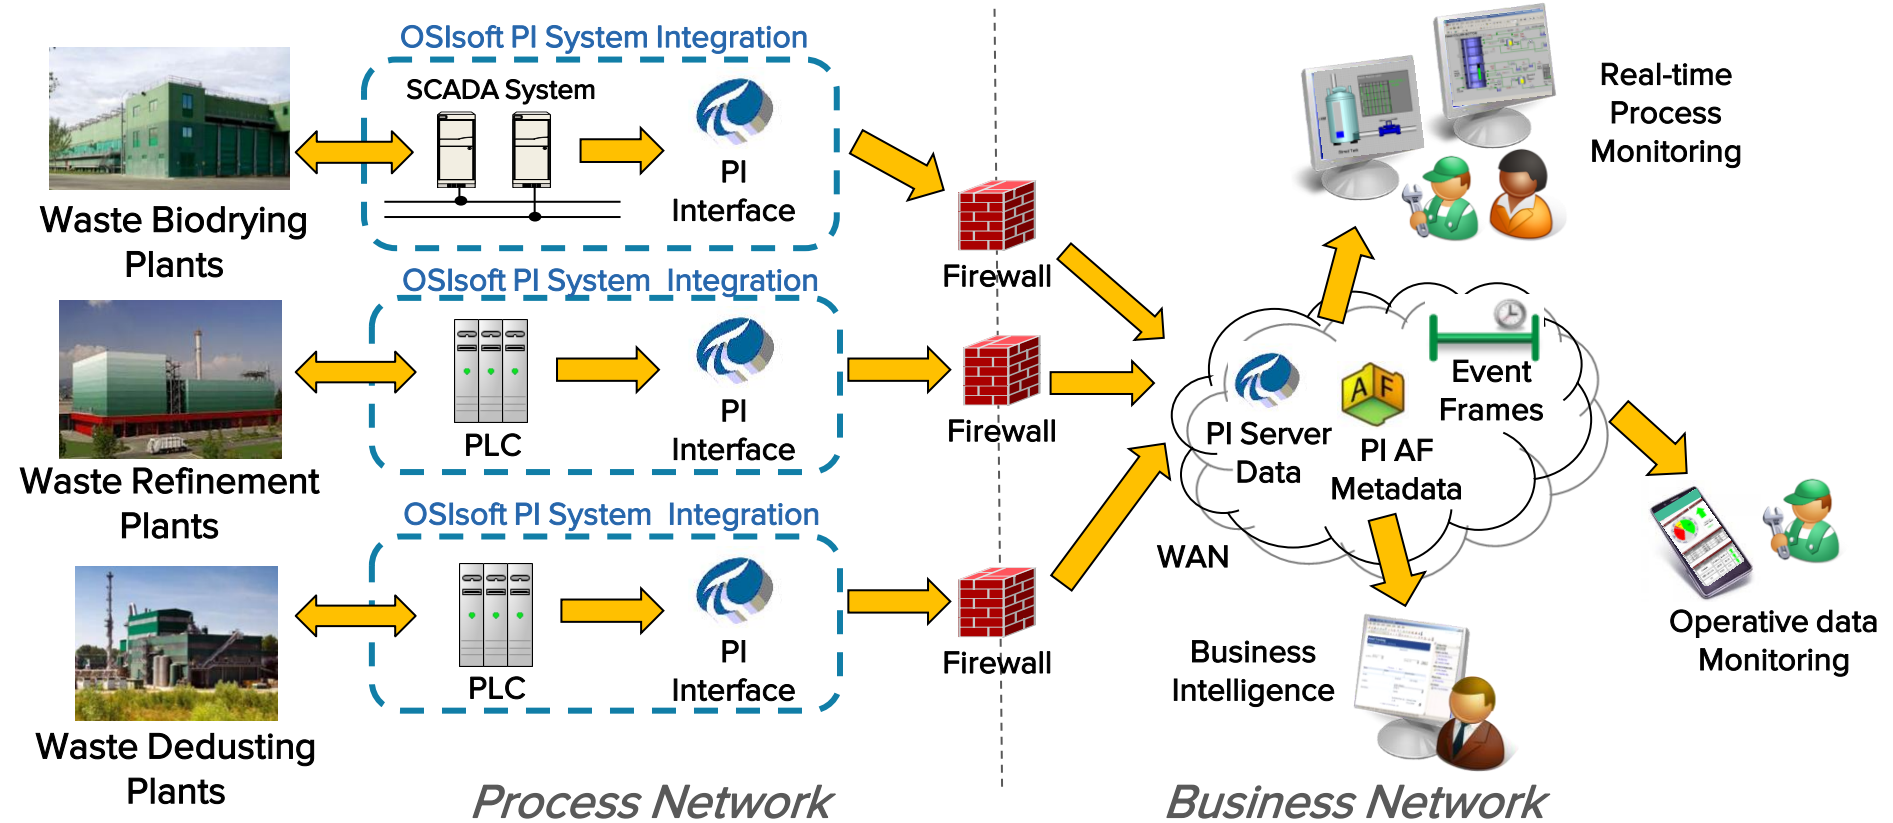 OSIsoft PI System Integration
SCADA System
PI
Interface
Waste Biodrying
Plants
Firewall
OSIsoft PI System  Integration
PLC
PI
Interface
Waste Refinement
Plants
Firewall
OSIsoft PI System  Integration
PLC
PI
Interface
Waste Dedusting
Plants
Firewall
Process Network
Real-time
Process
Monitoring
Event
Frames
A F
PI Server
Data
PI AF
Metadata
WAN
Operative data
Monitoring
Business
Intelligence
Business Network